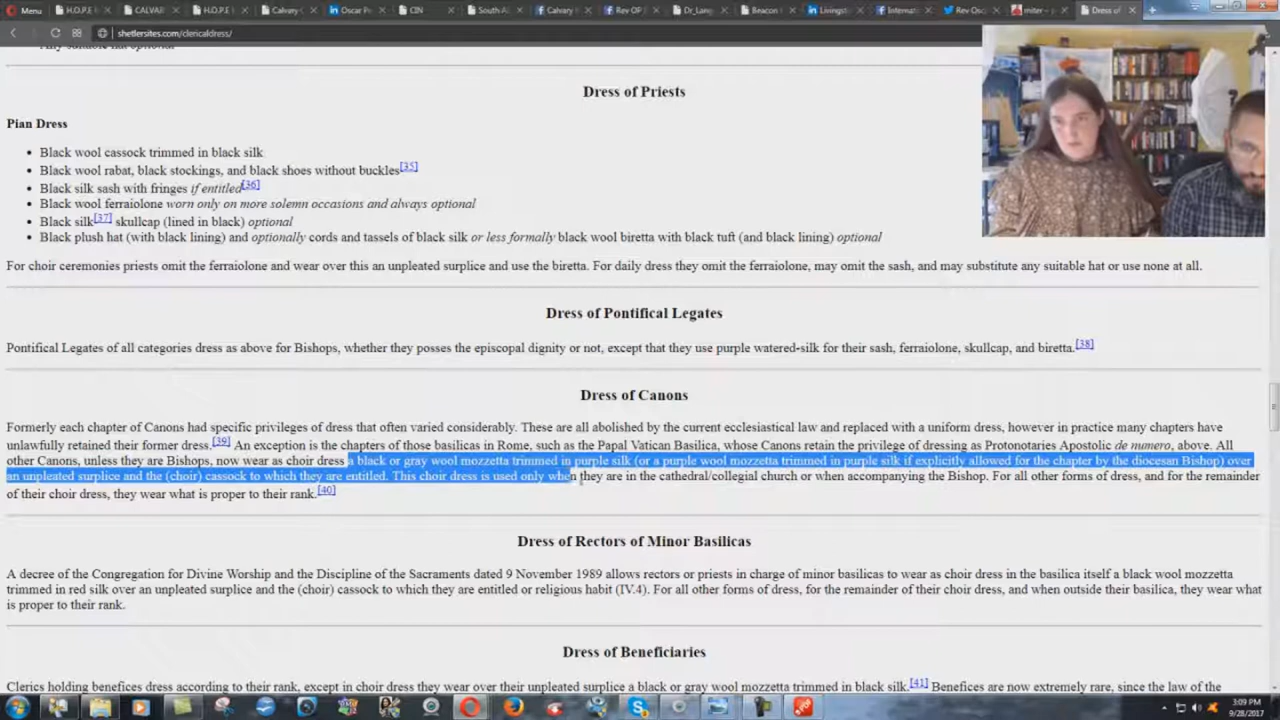 Menu H.O.P.E CALVAR H.O.P.E Calvary Oscar Pr CIN South Af Calvary Rev OP Dr_Lang Beacon Livingst Internat Rev Osc miter – Dress of
shetlersites.com/clericaldress/
Any suitable hat optional
Dress of Priests
Pian Dress
• Black wool cassock trimmed in black silk
• Black wool rabat, black stockings, and black shoes without buckles[35]
• Black silk sash with fringes if entitled[36]
• Black wool ferraiolone worn only on more solemn occasions and always optional
• Black silk[37] skullcap (lined in black) optional
• Black plush hat (with black lining) and optionally cords and tassels of black silk or less formally black wool biretta with black tuft (and black lining) optional
For choir ceremonies priests omit the ferraiolone and wear over this an unpleated surplice and use the biretta. For daily dress they omit the ferraiolone, may omit the sash, and may substitute any suitable hat or use none at all.
Dress of Pontifical Legates
Pontifical Legates of all categories dress as above for Bishops, whether they posses the episcopal dignity or not, except that they use purple watered-silk for their sash, ferraiolone, skullcap, and biretta.[38]
Dress of Canons
Formerly each chapter of Canons had specific privileges of dress that often varied considerably. These are all abolished by the current ecclesiastical law and replaced with a uniform dress, however in practice many chapters have
unlawfully retained their former dress.[39] An exception is the chapters of those basilicas in Rome, such as the Papal Vatican Basilica, whose Canons retain the privilege of dressing as Protonotaries Apostolic de numero, above. All
other Canons, unless they are Bishops, now wear as choir dress a black or gray wool mozzetta trimmed in purple silk (or a purple wool mozzetta trimmed in purple silk if explicitly allowed for the chapter by the diocesan Bishop) over
an unpleated surplice and the (choir) cassock to which they are entitled. This choir dress is used only when they are in the cathedral/collegial church or when accompanying the Bishop. For all other forms of dress, and for the remainder
of their choir dress, they wear what is proper to their rank.[40]
Dress of Rectors of Minor Basilicas
A decree of the Congregation for Divine Worship and the Discipline of the Sacraments dated 9 November 1989 allows rectors or priests in charge of minor basilicas to wear as choir dress in the basilica itself a black wool mozzetta
trimmed in red silk over an unpleated surplice and the (choir) cassock to which they are entitled or religious habit (IV.4). For all other forms of dress, for the remainder of their choir dress, and when outside their basilica, they wear what
is proper to their rank.
Dress of Beneficiaries
Clerics holding benefices dress according to their rank, except in choir dress they wear over their unpleated surplice a black or gray wool mozzetta trimmed in black silk.[41] Benefices are now extremely rare, since the law of the
3:09 PM
9/28/2017